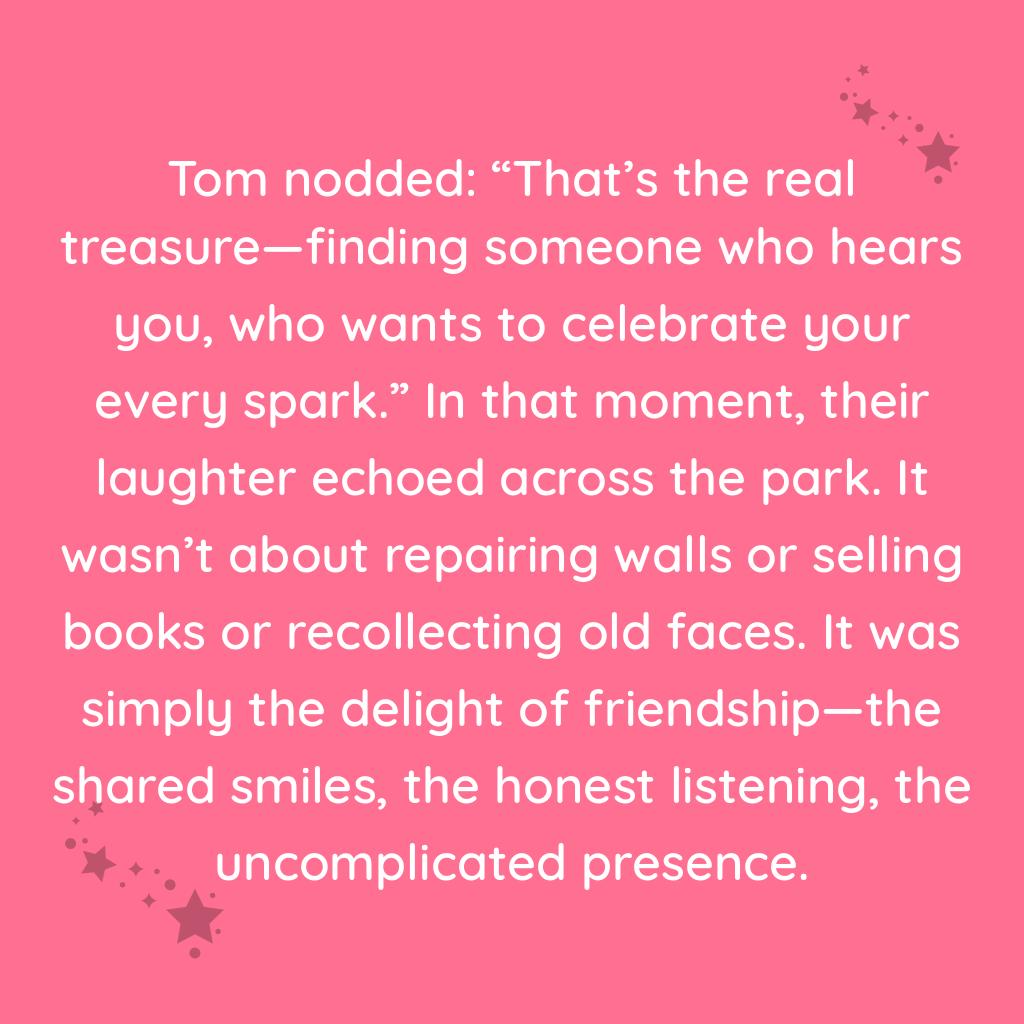 Tom nodded: “That’s the real
treasure—finding someone who hears
you, who wants to celebrate your
every spark.” In that moment, their
laughter echoed across the park. It
wasn’t about repairing walls or selling
books or recollecting old faces. It was
simply the delight of friendship—the
shared smiles, the honest listening, the
uncomplicated presence.